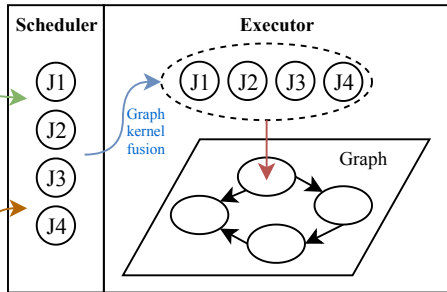 Scheduler
Executor
J1
J2
J3
J4
Graph
kernel
fusion
J1 J2 J3 J4
Graph